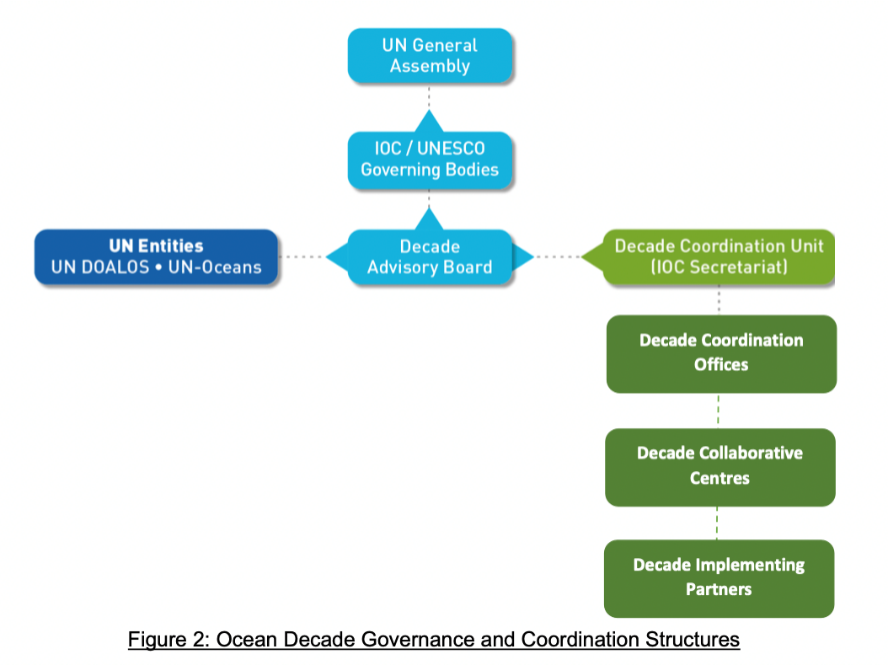 UN General
Assembly
IOC / UNESCO
Governing Bodies
UN Entities
UN DOALOS • UN-Oceans
Decade
Advisory Board
Decade Coordination Unit
(IOC Secretariat)
Decade Coordination
Offices
Decade Collaborative
Centres
Decade Implementing
Partners
Figure 2: Ocean Decade Governance and Coordination Structures